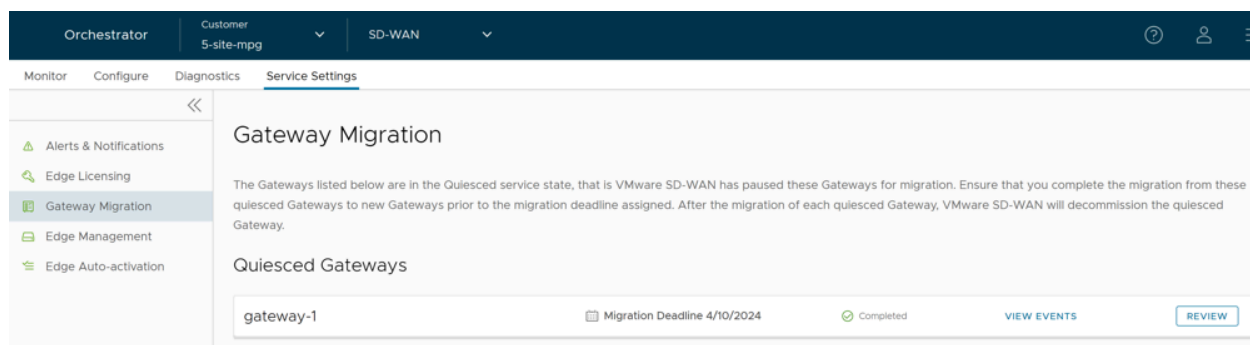 Orchestrator
Customer
5-site-mpg
SD-WAN
Monitor Configure Diagnostics Service Settings
Alerts & Notifications
Edge Licensing
Gateway Migration
Edge Management
Edge Auto-activation
Gateway Migration
The Gateways listed below are in the Quiesced service state, that is VMware SD-WAN has paused these Gateways for migration. Ensure that you complete the migration from these
quiesced Gateways to new Gateways prior to the migration deadline assigned. After the migration of each quiesced Gateway, VMware SD-WAN will decommission the quiesced
Gateway.
Quiesced Gateways
gateway-1 Migration Deadline 4/10/2024 Completed VIEW EVENTS REVIEW